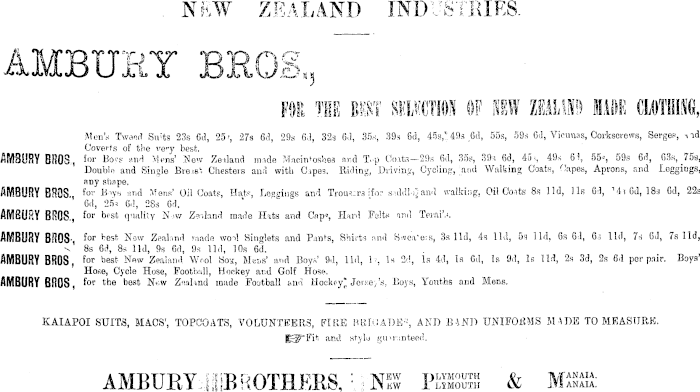 NEW ZEALAND INDUSTRIES.
AMBURY BROS.,
FOR THE BEST SELECTION OF NEW ZEALAND MADE CLOTHING,
Men's Tweed Suits 23s 6d, 25s, 27s 6d, 29s 6d, 32s 6d, 35s, 39s 6d, 45s, 49s 6d, 55s, 59s 6d, Vicunas, Corkscrews, Serges, and
Coverts of the very best.
AMBURY BROS., for Boys and Mens' New Zealand made Macintoshes and Top Coats—29s 6d, 35s, 39s 6d, 45s, 49s 6d, 55s, 59s 6d, 63s, 75s,
Double and Single Breast Chesters and with Capes. Riding, Driving, Cycling, and Walking Coats, Capes, Aprons, and Leggings,
any shape.
AMBURY BROS., for Boys and Mens' Oil Coats, Hats, Leggings and Trousers [for saddle] and walking, Oil Coats 8s 11d, 11s 6d, 14s 6d, 18s 6d, 22s
6d, 25s 6d, 28s 6d.
AMBURY BROS., for best quality New Zealand made Hats and Caps, Hard Felts and Terai's.
AMBURY BROS., for best New Zealand made wool Singlets and Pants, Shirts and Sweaters, 3s 11d, 4s 11d, 5s 11d, 6s 6d, 6s 11d, 7s 6d, 7s 11d,
8s 6d, 8s 11d, 9s 6d, 9s 11d, 10s 6d.
AMBURY BROS., for best New Zealand Wool Sox, Mens' and Boys' 9d, 11d, 1s, 1s 2d, 1s 4d, 1s 6d, 1s 9d, 1s 11d, 2s 3d, 2s 6d per pair. Boys'
Hose, Cycle Hose, Football, Hockey and Golf Hose.
AMBURY BROS., for the best New Zealand made Football and Hockey Jersey's, Boys, Youths and Mens.
KAIAPOI SUITS, MACS', TOPCOATS, VOLUNTEERS, FIRE BRIGADES, AND BAND UNIFORMS MADE TO MEASURE.
☞Fit and style guaranteed.
AMBURY BROTHERS, NEW PLYMOUTH & MANAIA.
NEW PLYMOUTH MANAIA.